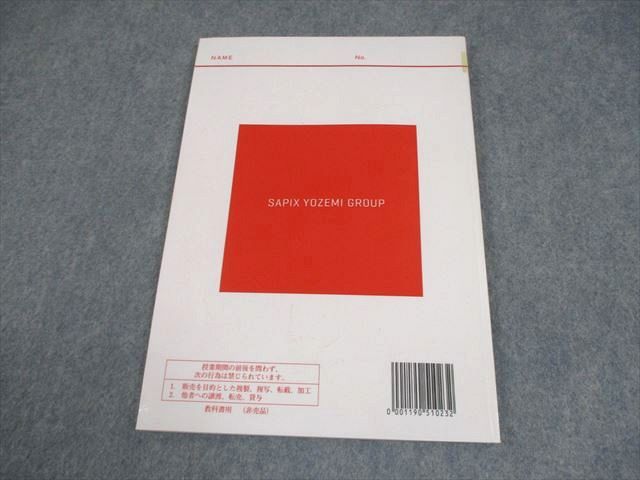 NAME No.
SAPIX YOZEMI GROUP
授業期間の前後を問わず、
次の行為は禁じられています。
1. 販売を目的とした複製、複写、転載、加工
2. 他者への譲渡、転売、貸与
教科書用 （非売品）
0 001190 510232